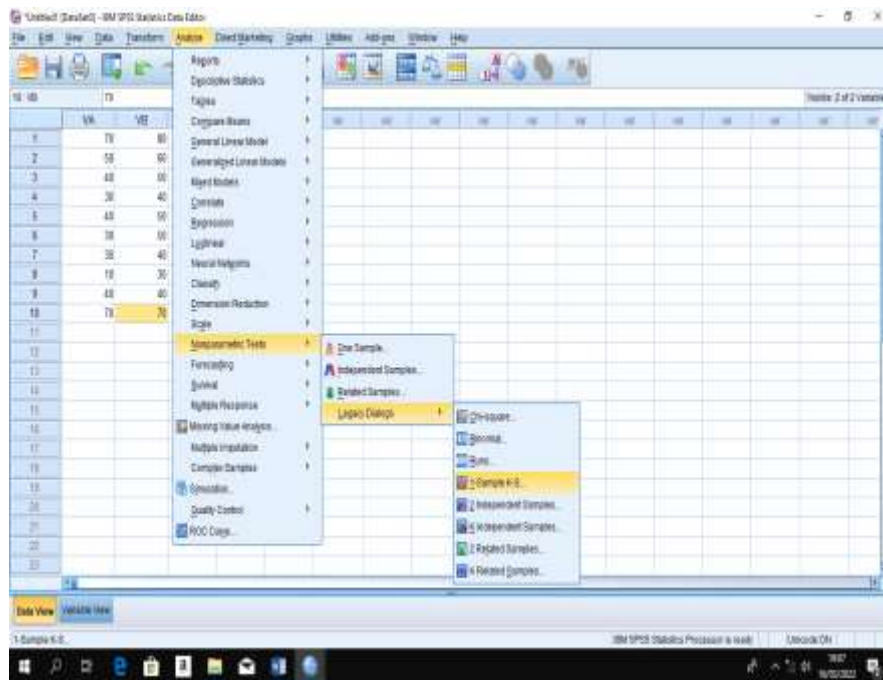 *Untitled1 [DataSet0] - IBM SPSS Statistics Data Editor
File Edit View Data Transform Analyze Direct Marketing Graphs Utilities Add-ons Window Help
70
Visible: 2 of 2 Variables
VA VB
1
2
3
4
5
6
7
8
9
10
11
12
13
14
15
16
17
18
19
20
21
22
23
70
50
40
30
40
30
30
10
40
70
60
50
40
50
50
40
30
40
70
Reports
Descriptive Statistics
Tables
Compare Means
General Linear Model
Generalized Linear Models
Mixed Models
Correlate
Regression
Loglinear
Neural Networks
Classify
Dimension Reduction
Scale
Nonparametric Tests
Forecasting
Survival
Multiple Response
Missing Value Analysis...
Multiple Imputation
Complex Samples
Simulation...
Quality Control
ROC Curve...
One Sample...
Independent Samples...
Related Samples...
Legacy Dialogs
Chi-square...
Binomial...
Runs...
1-Sample K-S...
2 Independent Samples...
K Independent Samples...
2 Related Samples...
K Related Samples...
Data View Variable View
1-Sample K-S...
IBM SPSS Statistics Processor is ready
Unicode:ON